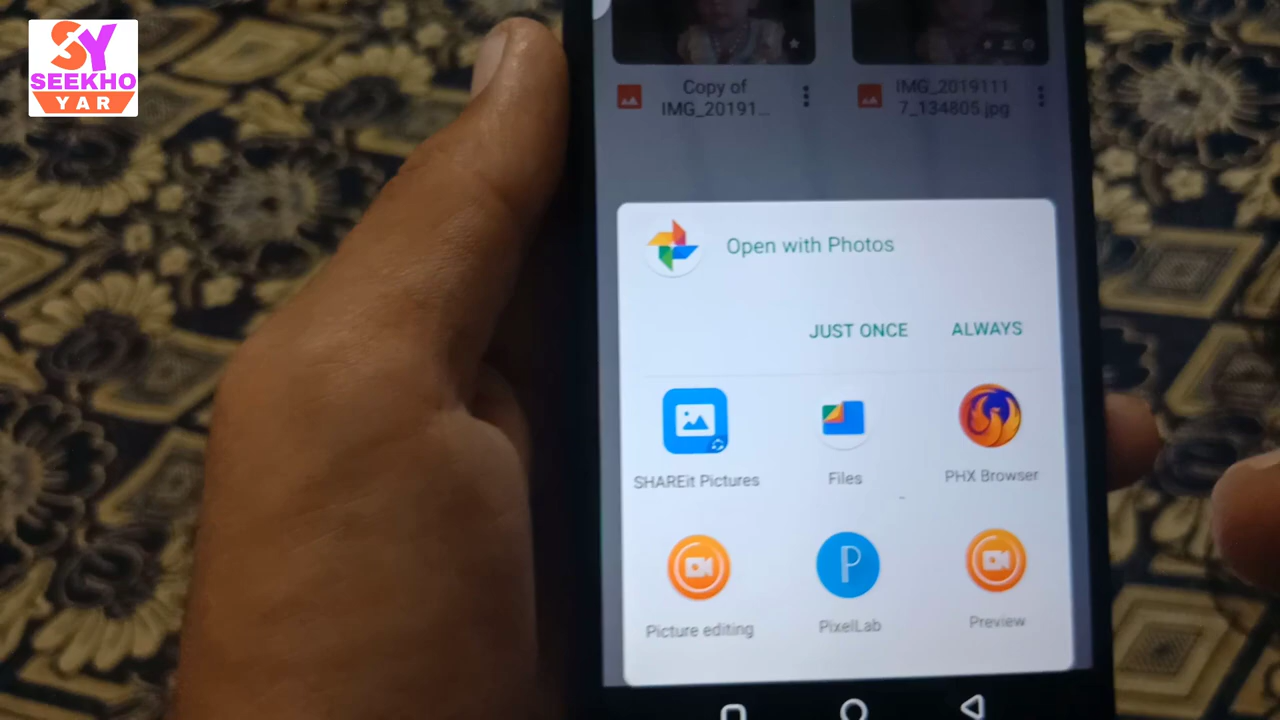 SY
SEEKHO
YAR
Copy of
IMG_20191...
IMG_2019111
7_134805.jpg
Open with Photos
JUST ONCE
ALWAYS
SHAREit Pictures
Files
PHX Browser
P
Picture editing
PixelLab
Preview